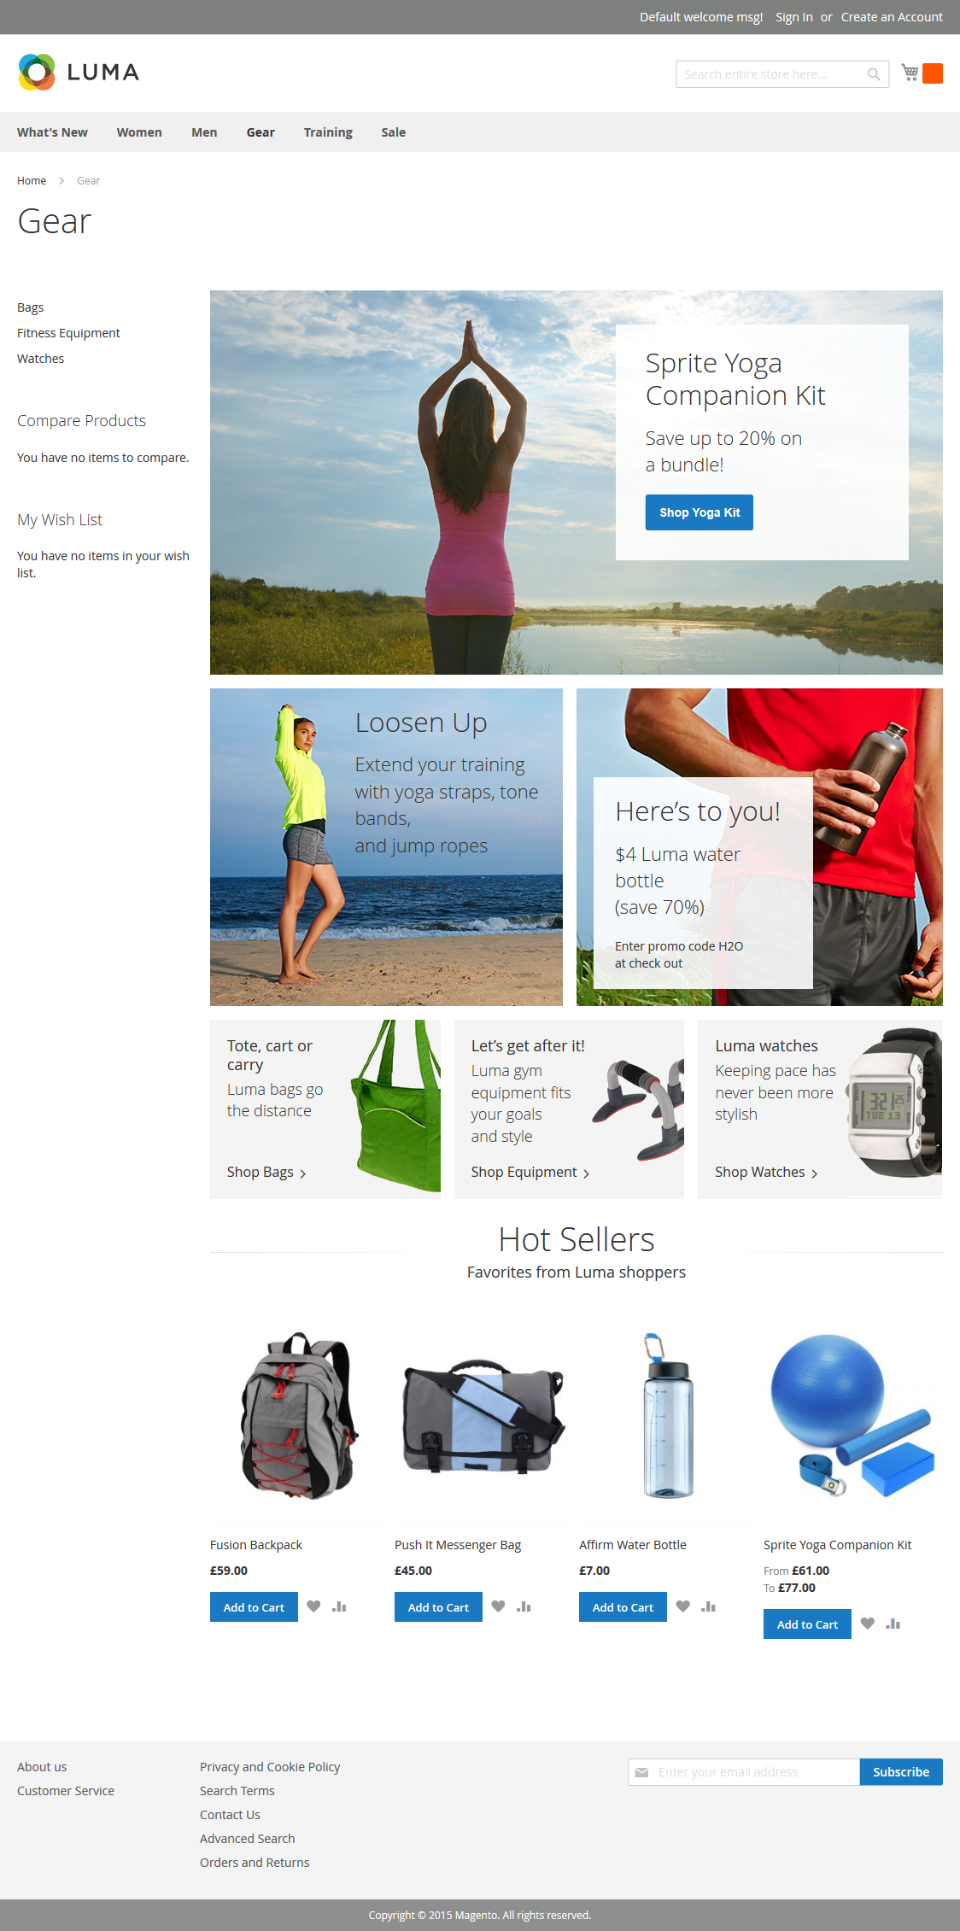 Default welcome msg! Sign In or Create an Account
LUMA
Search entire store here...
What's New Women Men Gear Training Sale
Home > Gear
Gear
Bags
Fitness Equipment
Watches
Compare Products
You have no items to compare.
My Wish List
You have no items in your wish
list.
Sprite Yoga
Companion Kit
Save up to 20% on
a bundle!
Shop Yoga Kit
Loosen Up
Extend your training
with yoga straps, tone
bands,
and jump ropes
Here’s to you!
$4 Luma water
bottle
(save 70%)
Enter promo code H2O
at check out
Tote, cart or
carry
Luma bags go
the distance
Shop Bags >
Let’s get after it!
Luma gym
equipment fits
your goals
and style
Shop Equipment >
Luma watches
Keeping pace has
never been more
stylish
Shop Watches >
TUE 13
Hot Sellers
Favorites from Luma shoppers
Fusion Backpack
£59.00
Add to Cart
Push It Messenger Bag
£45.00
Add to Cart
Affirm Water Bottle
£7.00
Add to Cart
Sprite Yoga Companion Kit
From £61.00
To £77.00
Add to Cart
About us
Customer Service
Privacy and Cookie Policy
Search Terms
Contact Us
Advanced Search
Orders and Returns
Enter your email address
Subscribe
Copyright © 2015 Magento. All rights reserved.